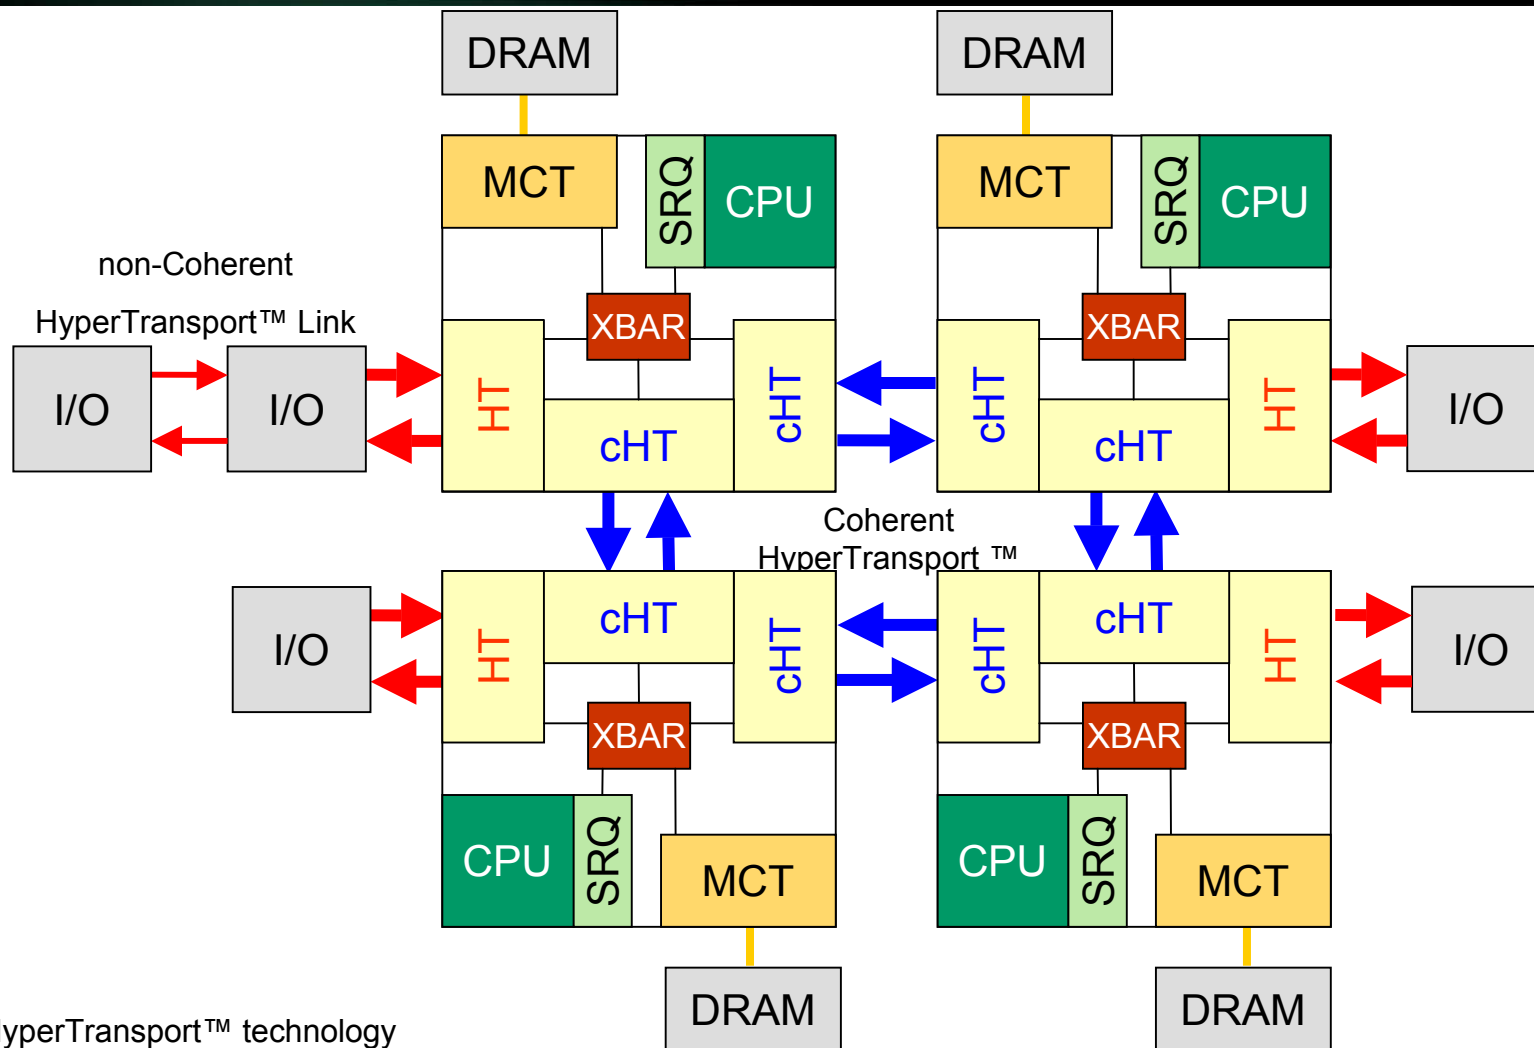 DRAM
DRAM
MCT
SRQ
CPU
MCT
SRQ
CPU
non-Coherent
HyperTransport™ Link
XBAR
XBAR
I/O
I/O
HT
cHT
cHT
cHT
cHT
HT
I/O
Coherent
HyperTransport ™
I/O
HT
cHT
cHT
cHT
cHT
HT
I/O
XBAR
XBAR
CPU
SRQ
MCT
CPU
SRQ
MCT
DRAM
DRAM
yperTransport™ technology